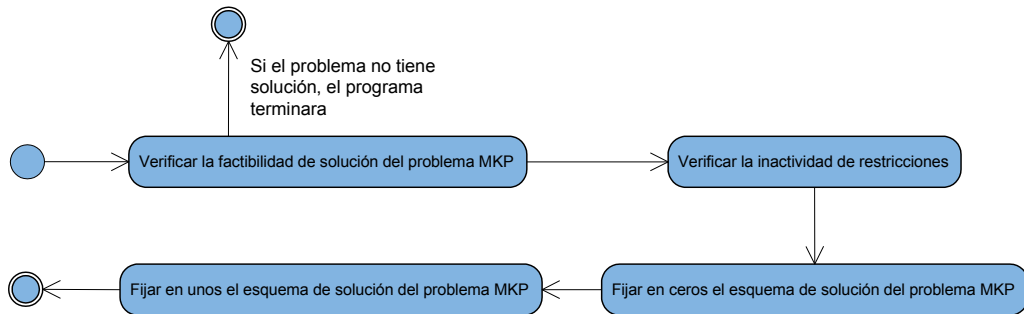 Si el problema no tiene
solución, el programa
terminara
Verificar la factibilidad de solución del problema MKP
Verificar la inactividad de restricciones
Fijar en unos el esquema de solución del problema MKP
Fijar en ceros el esquema de solución del problema MKP